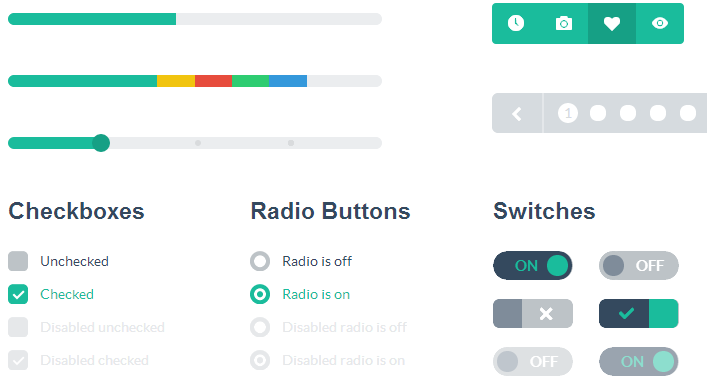 1
Checkboxes
Unchecked
Checked
Disabled unchecked
Disabled checked
Radio Buttons
Radio is off
Radio is on
Disabled radio is off
Disabled radio is on
Switches
ON
OFF
OFF
ON